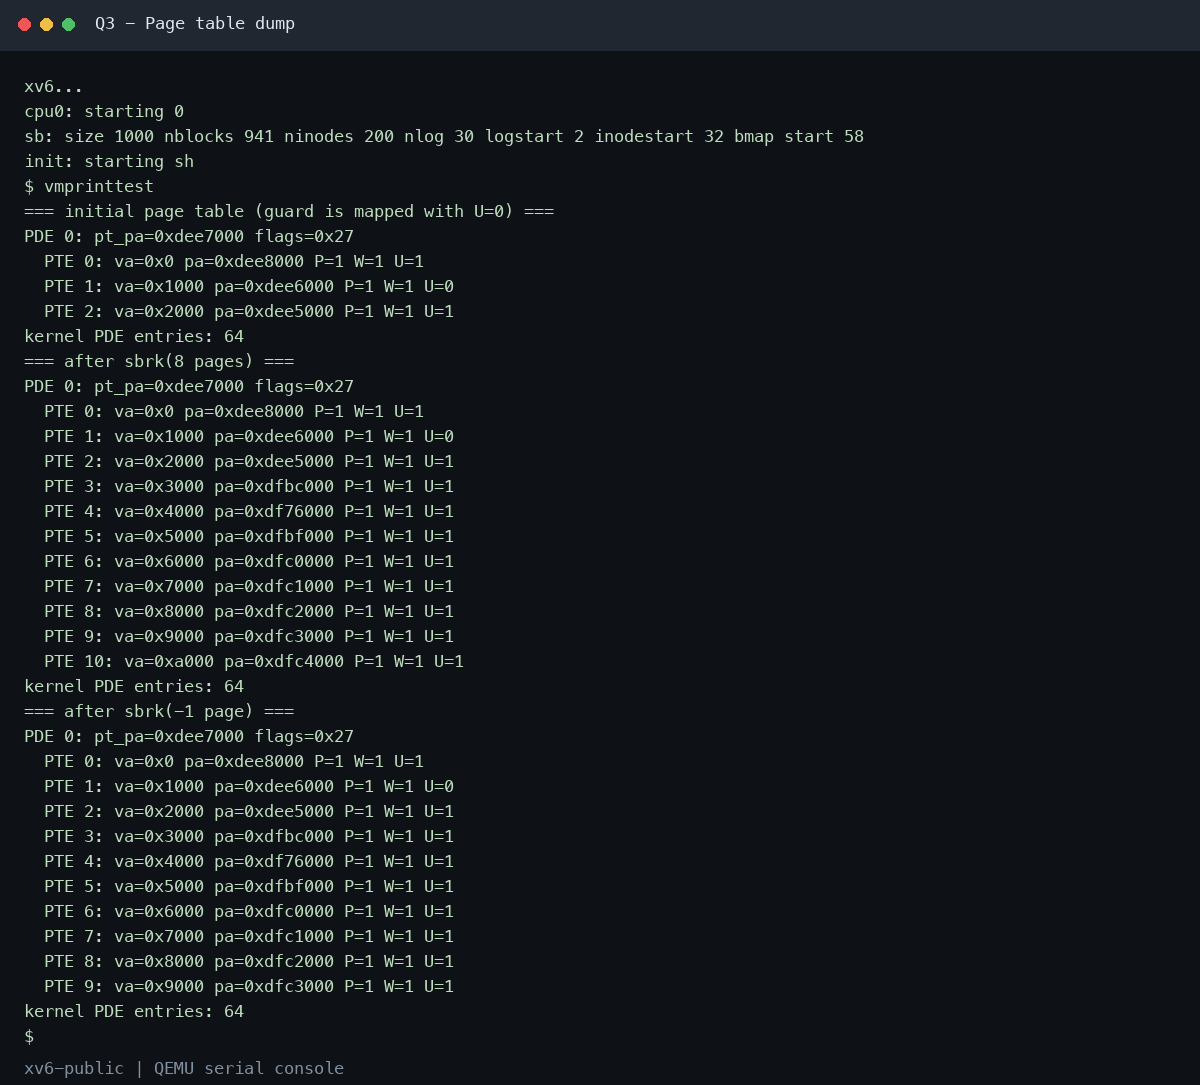 Q3 − Page table dump
xv6...
cpu0: starting 0
sb: size 1000 nblocks 941 ninodes 200 nlog 30 logstart 2 inodestart 32 bmap start 58
init: starting sh
$ vmprinttest
=== initial page table (guard is mapped with U=0) ===
PDE 0: pt_pa=0xdee7000 flags=0x27
  PTE 0: va=0x0 pa=0xdee8000 P=1 W=1 U=1
  PTE 1: va=0x1000 pa=0xdee6000 P=1 W=1 U=0
  PTE 2: va=0x2000 pa=0xdee5000 P=1 W=1 U=1
kernel PDE entries: 64
=== after sbrk(8 pages) ===
PDE 0: pt_pa=0xdee7000 flags=0x27
  PTE 0: va=0x0 pa=0xdee8000 P=1 W=1 U=1
  PTE 1: va=0x1000 pa=0xdee6000 P=1 W=1 U=0
  PTE 2: va=0x2000 pa=0xdee5000 P=1 W=1 U=1
  PTE 3: va=0x3000 pa=0xdfbc000 P=1 W=1 U=1
  PTE 4: va=0x4000 pa=0xdf76000 P=1 W=1 U=1
  PTE 5: va=0x5000 pa=0xdfbf000 P=1 W=1 U=1
  PTE 6: va=0x6000 pa=0xdfc0000 P=1 W=1 U=1
  PTE 7: va=0x7000 pa=0xdfc1000 P=1 W=1 U=1
  PTE 8: va=0x8000 pa=0xdfc2000 P=1 W=1 U=1
  PTE 9: va=0x9000 pa=0xdfc3000 P=1 W=1 U=1
  PTE 10: va=0xa000 pa=0xdfc4000 P=1 W=1 U=1
kernel PDE entries: 64
=== after sbrk(−1 page) ===
PDE 0: pt_pa=0xdee7000 flags=0x27
  PTE 0: va=0x0 pa=0xdee8000 P=1 W=1 U=1
  PTE 1: va=0x1000 pa=0xdee6000 P=1 W=1 U=0
  PTE 2: va=0x2000 pa=0xdee5000 P=1 W=1 U=1
  PTE 3: va=0x3000 pa=0xdfbc000 P=1 W=1 U=1
  PTE 4: va=0x4000 pa=0xdf76000 P=1 W=1 U=1
  PTE 5: va=0x5000 pa=0xdfbf000 P=1 W=1 U=1
  PTE 6: va=0x6000 pa=0xdfc0000 P=1 W=1 U=1
  PTE 7: va=0x7000 pa=0xdfc1000 P=1 W=1 U=1
  PTE 8: va=0x8000 pa=0xdfc2000 P=1 W=1 U=1
  PTE 9: va=0x9000 pa=0xdfc3000 P=1 W=1 U=1
kernel PDE entries: 64
$
xv6−public | QEMU serial console